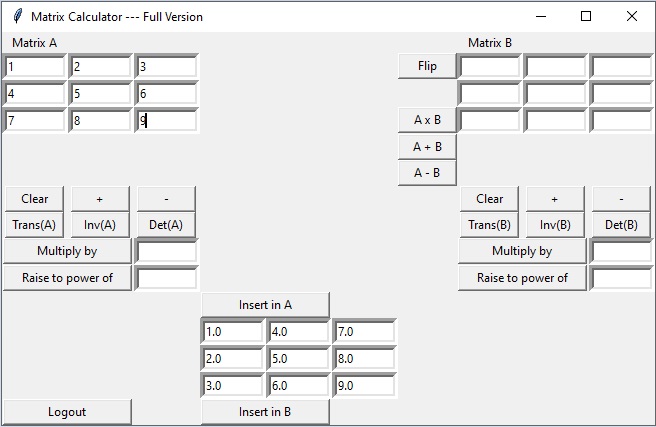 Matrix Calculator --- Full Version
Matrix A Matrix B
1 2 3 Flip
4 5 6
7 8 9 A x B
A + B
A - B
Clear + - Clear + -
Trans(A) Inv(A) Det(A) Trans(B) Inv(B) Det(B)
Multiply by Multiply by
Raise to power of Raise to power of
Insert in A
1.0 4.0 7.0
2.0 5.0 8.0
3.0 6.0 9.0
Logout Insert in B